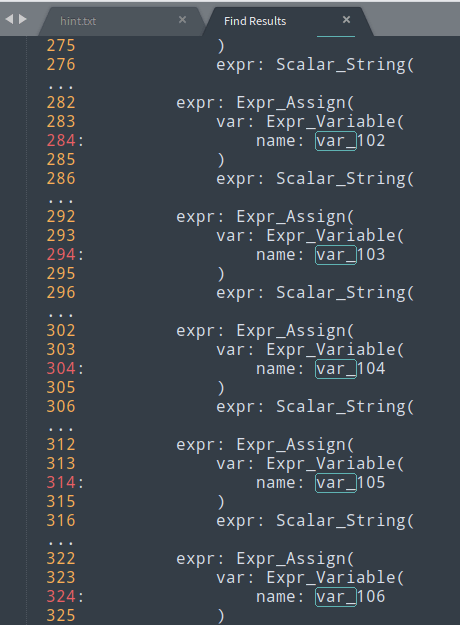 hint.txt × Find Results ×
275 )
276 expr: Scalar_String(
...
282 expr: Expr_Assign(
283 var: Expr_Variable(
284: name: var_102
285 )
286 expr: Scalar_String(
...
292 expr: Expr_Assign(
293 var: Expr_Variable(
294: name: var_103
295 )
296 expr: Scalar_String(
...
302 expr: Expr_Assign(
303 var: Expr_Variable(
304: name: var_104
305 )
306 expr: Scalar_String(
...
312 expr: Expr_Assign(
313 var: Expr_Variable(
314: name: var_105
315 )
316 expr: Scalar_String(
...
322 expr: Expr_Assign(
323 var: Expr_Variable(
324: name: var_106
325 )